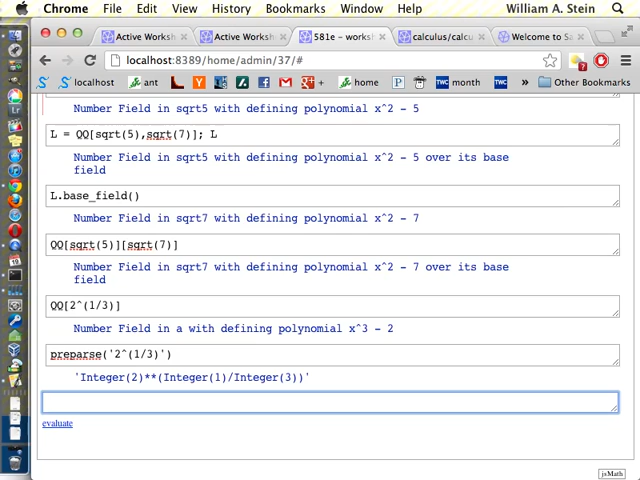 Chrome File Edit View History Bookmarks Window Help William A. Stein
Active Worksh
Active Worksh
581e – worksh
calculus/calcu
Welcome to Sa
localhost:8389/home/admin/37/#
localhost ant home month TWC Other Bookmarks
Number Field in sqrt5 with defining polynomial x^2 - 5
L = QQ[sqrt(5),sqrt(7)]; L
Number Field in sqrt5 with defining polynomial x^2 - 5 over its base
field
L.base_field()
Number Field in sqrt7 with defining polynomial x^2 - 7
QQ[sqrt(5)][sqrt(7)]
Number Field in sqrt7 with defining polynomial x^2 - 7 over its base
field
QQ[2^(1/3)]
Number Field in a with defining polynomial x^3 - 2
preparse('2^(1/3)')
'Integer(2)**(Integer(1)/Integer(3))'
evaluate
jsMath